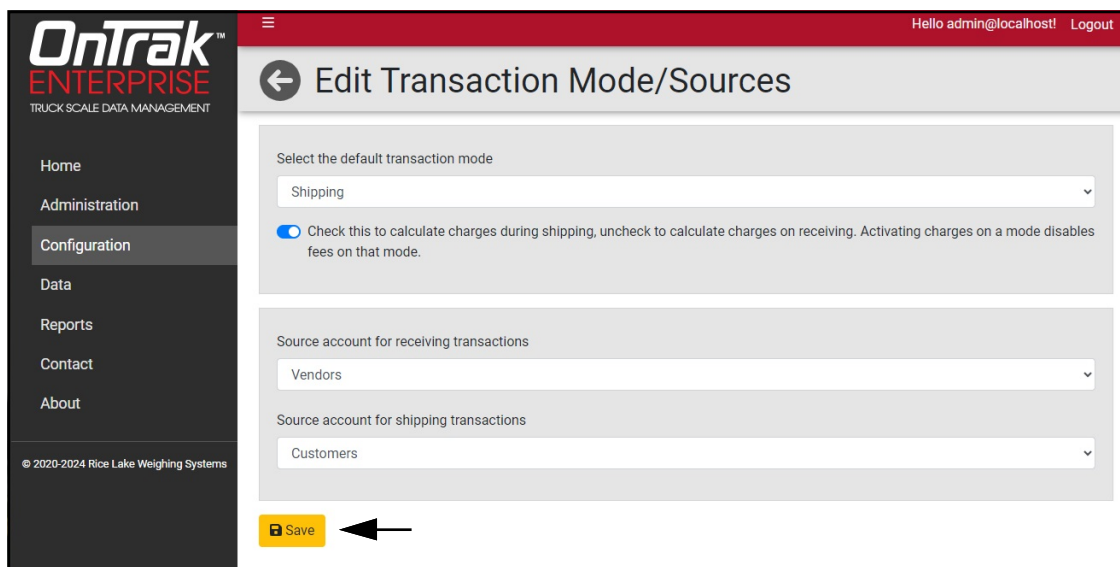 OnTrak™
ENTERPRISE
TRUCK SCALE DATA MANAGEMENT
Home
Administration
Configuration
Data
Reports
Contact
About
© 2020-2024 Rice Lake Weighing Systems
Hello admin@localhost! Logout
Edit Transaction Mode/Sources
Select the default transaction mode
Shipping
Check this to calculate charges during shipping, uncheck to calculate charges on receiving. Activating charges on a mode disables
fees on that mode.
Source account for receiving transactions
Vendors
Source account for shipping transactions
Customers
Save